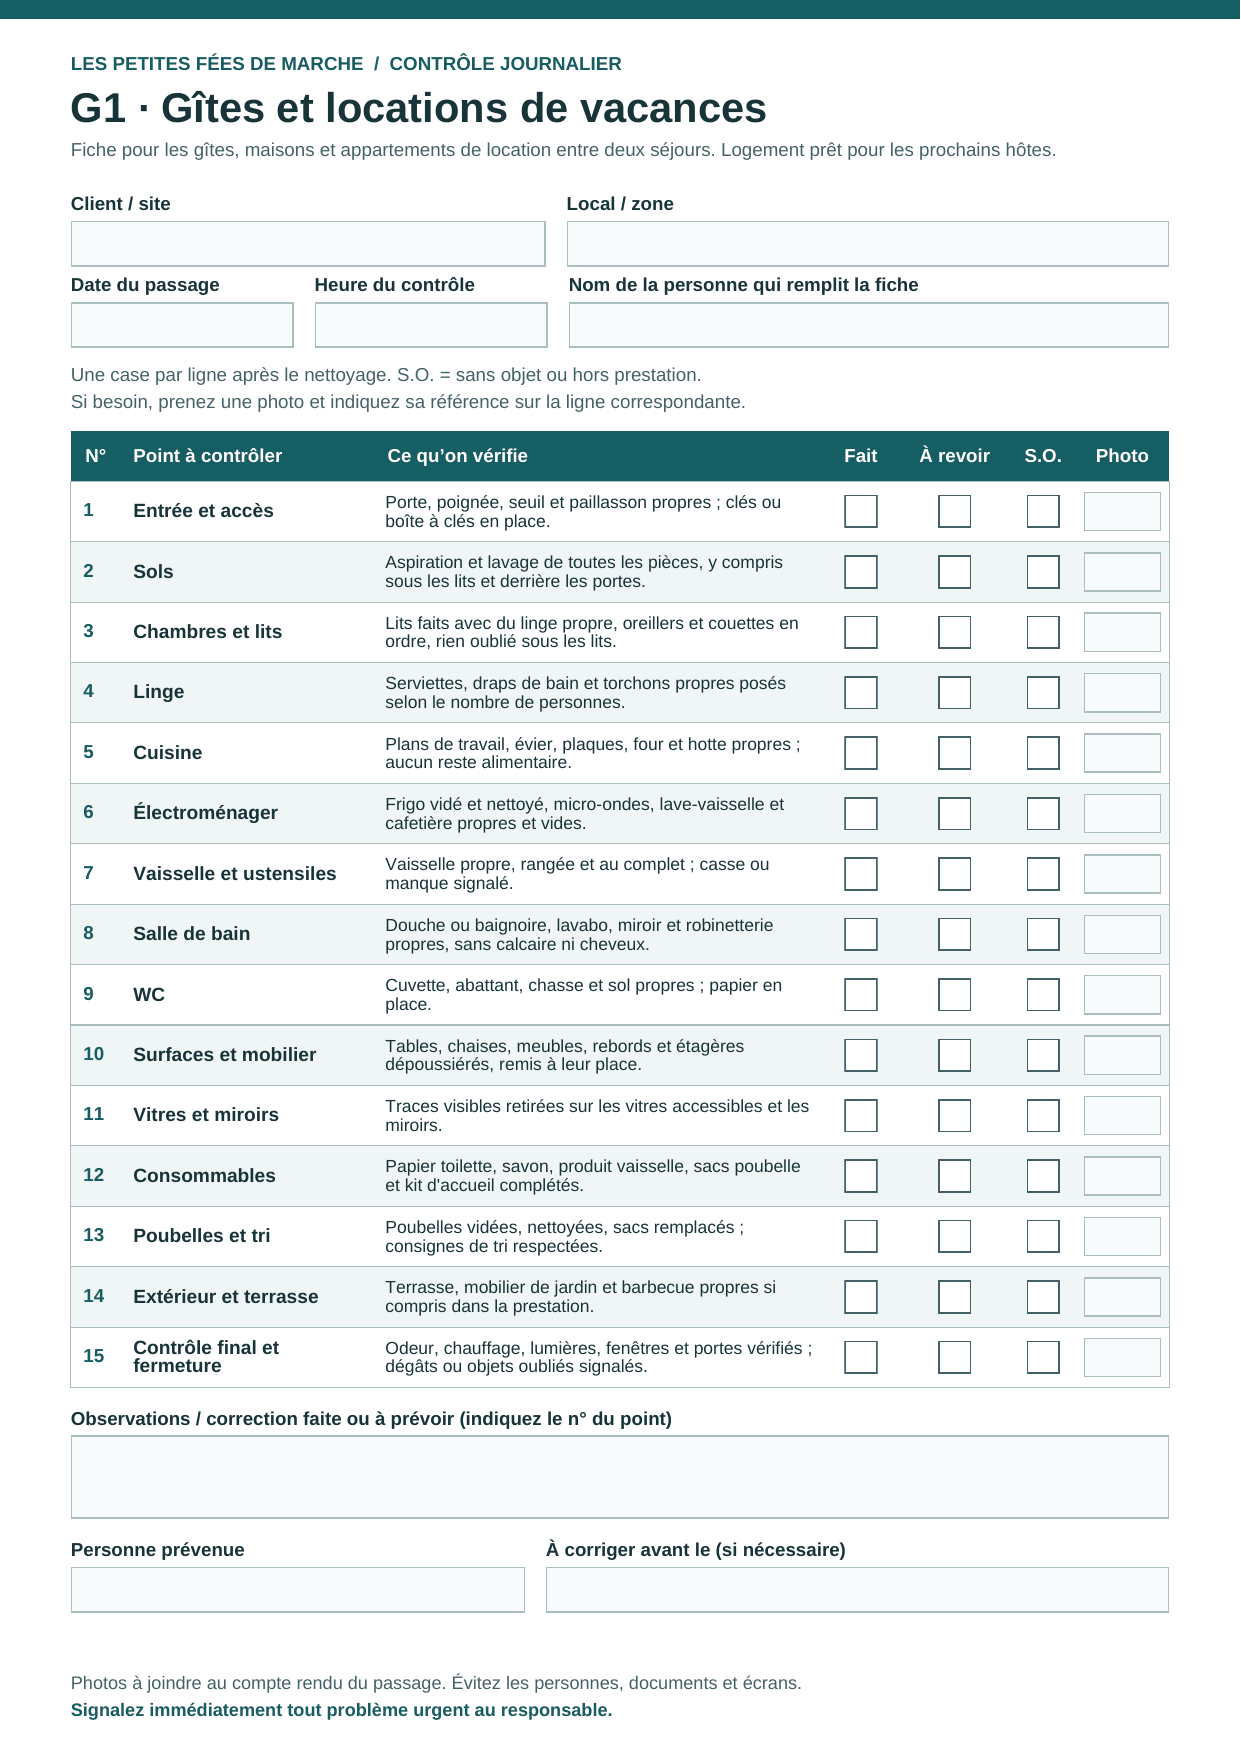 LES PETITES FÉES DE MARCHE / CONTRÔLE JOURNALIER
G1 · Gîtes et locations de vacances
Fiche pour les gîtes, maisons et appartements de location entre deux séjours. Logement prêt pour les prochains hôtes.
Client / site
Local / zone
Date du passage
Heure du contrôle
Nom de la personne qui remplit la fiche
Une case par ligne après le nettoyage. S.O. = sans objet ou hors prestation.
Si besoin, prenez une photo et indiquez sa référence sur la ligne correspondante.
N° Point à contrôler Ce qu’on vérifie Fait À revoir S.O. Photo
1 Entrée et accès
Porte, poignée, seuil et paillasson propres ; clés ou
boîte à clés en place.
2 Sols
Aspiration et lavage de toutes les pièces, y compris
sous les lits et derrière les portes.
3 Chambres et lits
Lits faits avec du linge propre, oreillers et couettes en
ordre, rien oublié sous les lits.
4 Linge
Serviettes, draps de bain et torchons propres posés
selon le nombre de personnes.
5 Cuisine
Plans de travail, évier, plaques, four et hotte propres ;
aucun reste alimentaire.
6 Électroménager
Frigo vidé et nettoyé, micro-ondes, lave-vaisselle et
cafetière propres et vides.
7 Vaisselle et ustensiles
Vaisselle propre, rangée et au complet ; casse ou
manque signalé.
8 Salle de bain
Douche ou baignoire, lavabo, miroir et robinetterie
propres, sans calcaire ni cheveux.
9 WC
Cuvette, abattant, chasse et sol propres ; papier en
place.
10 Surfaces et mobilier
Tables, chaises, meubles, rebords et étagères
dépoussiérés, remis à leur place.
11 Vitres et miroirs
Traces visibles retirées sur les vitres accessibles et les
miroirs.
12 Consommables
Papier toilette, savon, produit vaisselle, sacs poubelle
et kit d'accueil complétés.
13 Poubelles et tri
Poubelles vidées, nettoyées, sacs remplacés ;
consignes de tri respectées.
14 Extérieur et terrasse
Terrasse, mobilier de jardin et barbecue propres si
compris dans la prestation.
15 Contrôle final et
fermeture
Odeur, chauffage, lumières, fenêtres et portes vérifiés ;
dégâts ou objets oubliés signalés.
Observations / correction faite ou à prévoir (indiquez le n° du point)
Personne prévenue
À corriger avant le (si nécessaire)
Photos à joindre au compte rendu du passage. Évitez les personnes, documents et écrans.
Signalez immédiatement tout problème urgent au responsable.